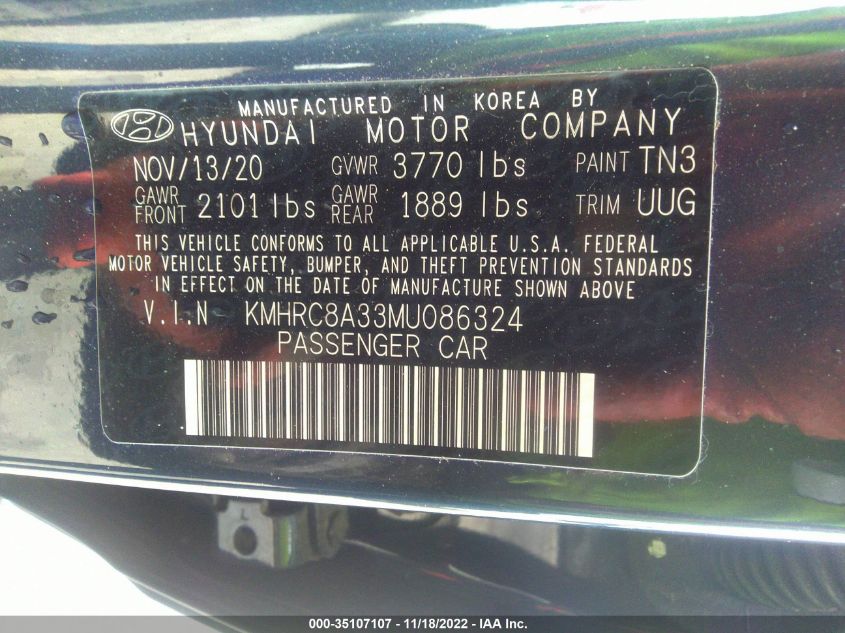 MANUFACTURED IN KOREA BY
HYUNDAI MOTOR COMPANY
NOV/13/20 GVWR 3770 lbs PAINT TN3
GAWR FRONT 2101 lbs GAWR REAR 1889 lbs TRIM UUG
THIS VEHICLE CONFORMS TO ALL APPLICABLE U.S.A. FEDERAL
MOTOR VEHICLE SAFETY, BUMPER, AND THEFT PREVENTION STANDARDS
IN EFFECT ON THE DATE OF MANUFACTURE SHOWN ABOVE
V.I.N KMHRC8A33MU086324
PASSENGER CAR
000-35107107 - 11/18/2022 - IAA